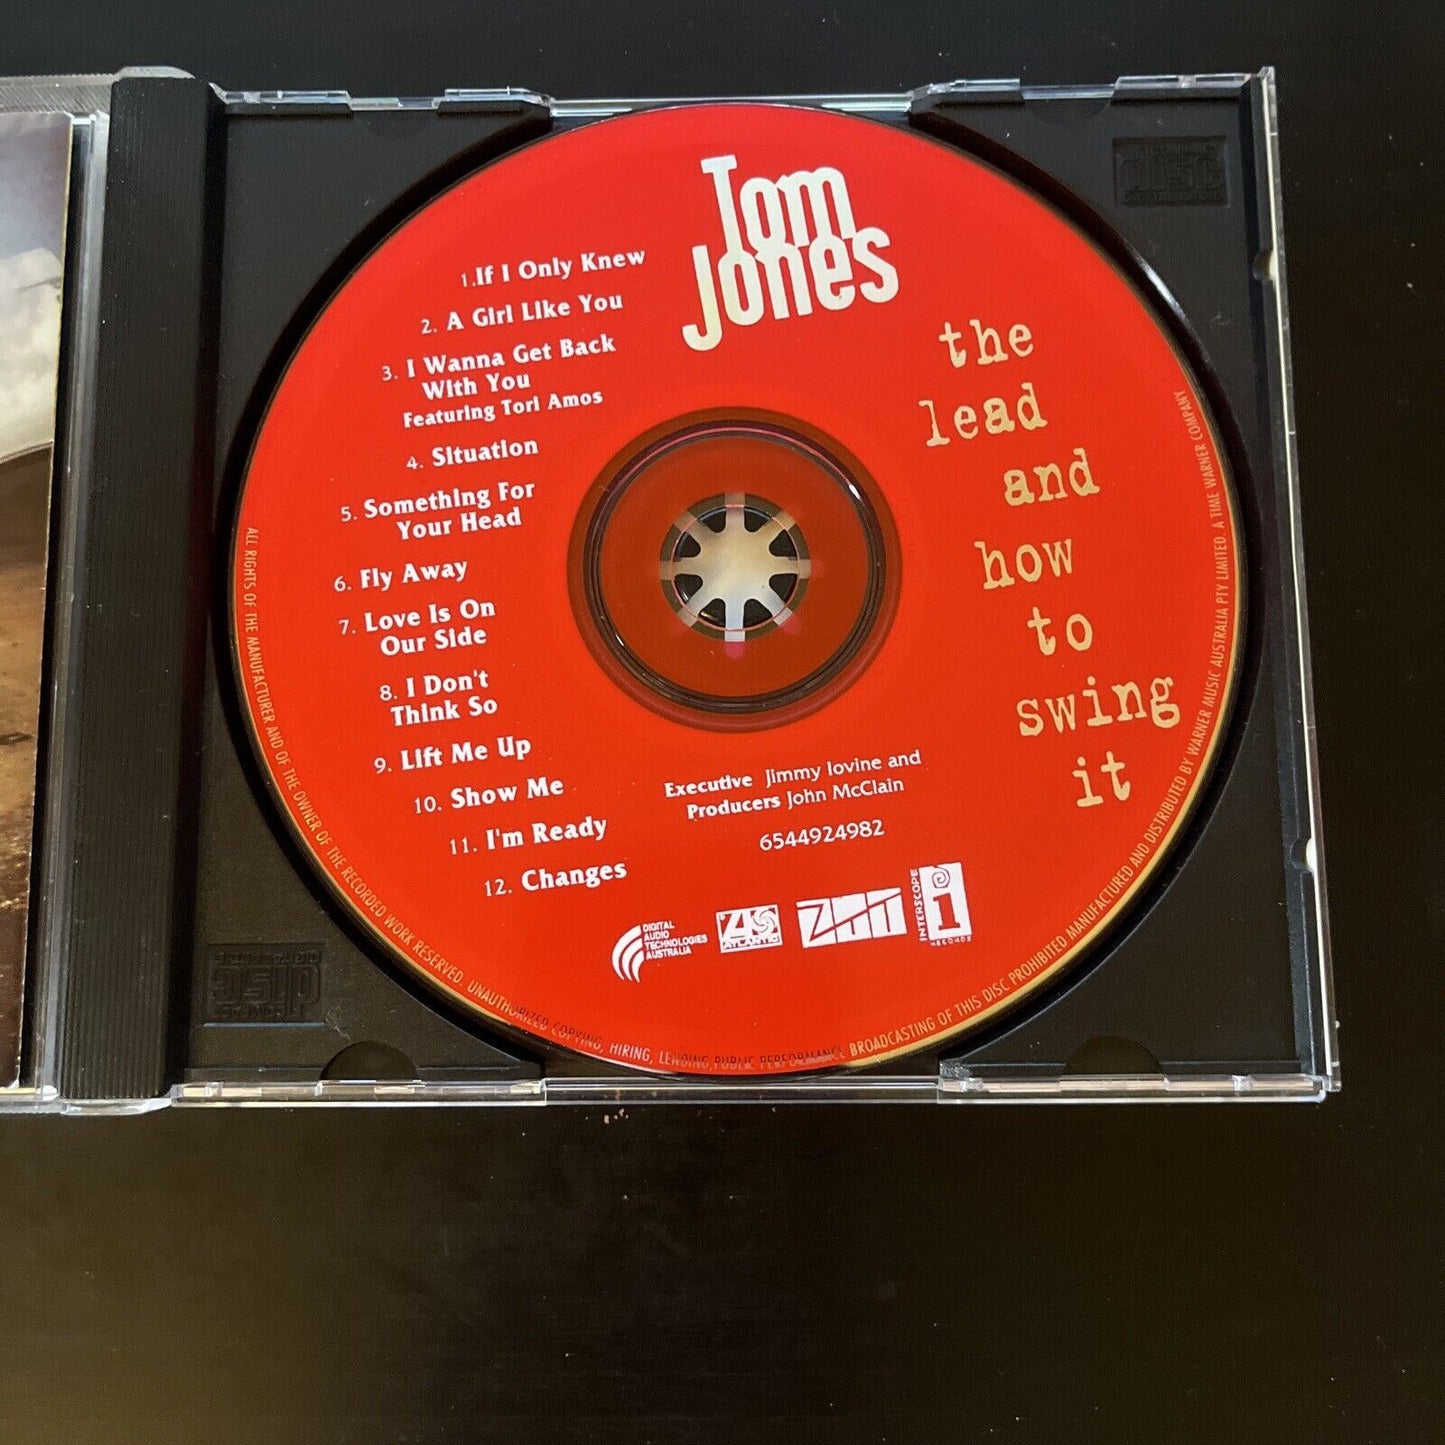 Tom
Jones
the
lead
and
how
to
swing
it
1.If I Only Knew
2. A Girl Like You
3. I Wanna Get Back
With You
Featuring Tori Amos
4. Situation
5. Something For
Your Head
6. Fly Away
7. Love Is On
Our Side
8. I Don't
Think So
9. Lift Me Up
10. Show Me
11. I'm Ready
12. Changes
Executive Jimmy Iovine and
Producers John McClain
6544924982
DIGITAL
AUDIO
TECHNOLOGIES
AUSTRALIA
ATLANTIC
ZTT
INTERSCOPE
RECORDS
ALL RIGHTS OF THE MANUFACTURER AND OF THE OWNER OF THE RECORDED WORK RESERVED. UNAUTHORIZED COPYING, HIRING, LENDING, PUBLIC PERFORMANCE BROADCASTING OF THIS DISC PROHIBITED MANUFACTURED AND DISTRIBUTED BY WARNER MUSIC AUSTRALIA PTY LIMITED. A TIME WARNER COMPANY
disc
disc